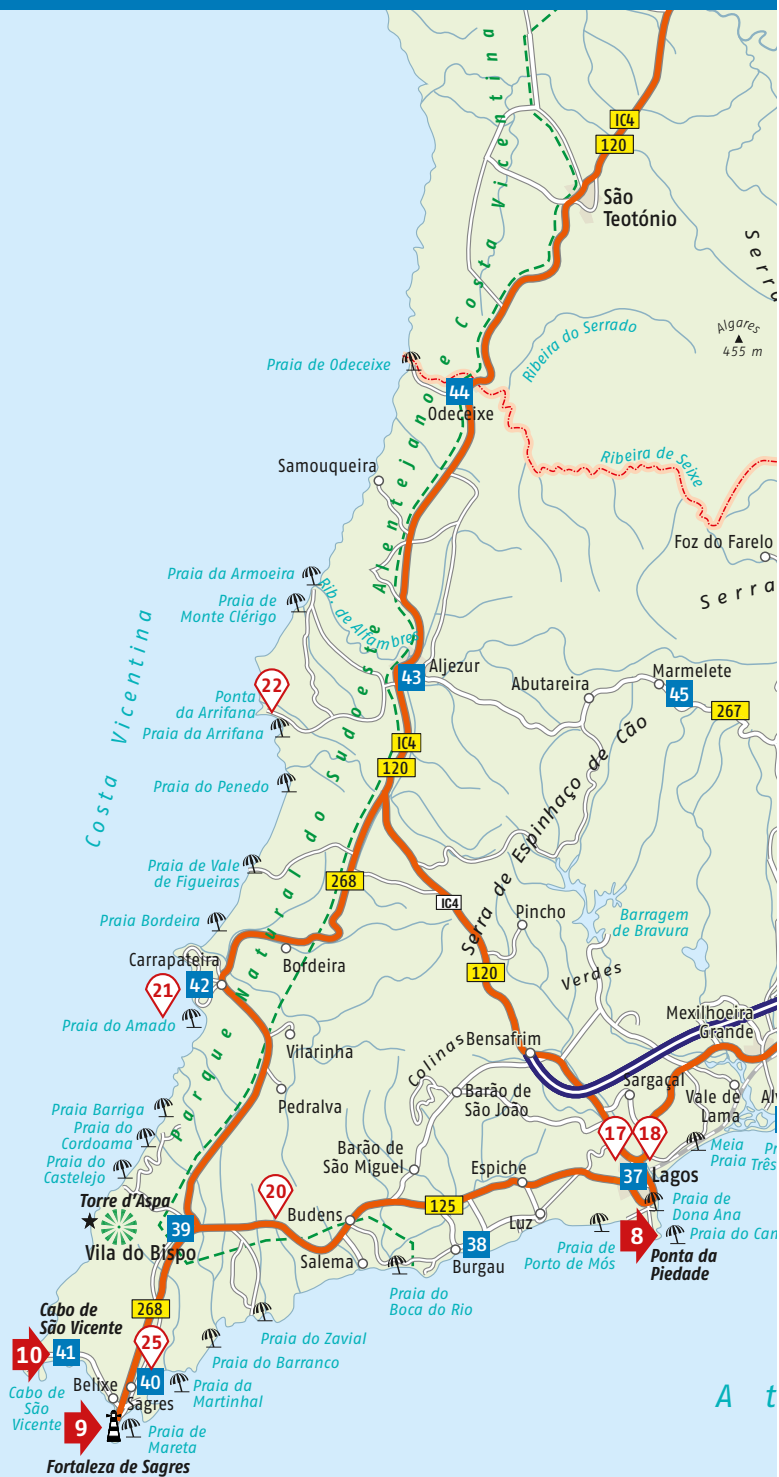 Parque Natural do Sudoeste Alentejano e Costa Vicentina
IC4
120
São
Teotónio
Serra
Algares
455 m
Ribeira do Serrado
Praia de Odeceixe
44
Odeceixe
Ribeira de Seixe
Samouqueira
Foz do Farelo
Serra
Praia da Armoeira
Praia de
Monte Clérigo
Rib. de Alfambres
Costa Vicentina
43
Aljezur
Abutareira
Marmelete
45
267
22
Ponta
da Arrifana
Praia da Arrifana
IC4
120
Praia do Penedo
Serra de Espinhaço de Cão
Praia de Vale
de Figueiras
268
IC4
Pincho
Barragem
de Bravura
Praia Bordeira
Bordeira
Carrapateira
42
21
Praia do Amado
120
Verdes
Mexilhoeira
Grande
Colinas
Bensafrim
Vilarinha
Pedralva
Barão de
São João
Sargaçal
Vale de
Lama
Alv
Praia Barriga
Praia do
Cordoama
Praia do
Castelejo
Barão de
São Miguel
Espiche
17
18
Meia
Praia
Pr
Três
37
Lagos
Torre d'Aspa
39
Vila do Bispo
20
Budens
125
Luz
Salema
38
Burgau
Praia de
Dona Ana
Praia do Cam
8
Ponta da
Piedade
Praia de
Porto de Mós
Praia do
Boca do Rio
268
Cabo de
São Vicente
10
41
25
40
Praia do Zavial
Praia do Barranco
Praia da
Martinhal
Belixe
Sagres
Cabo de
São
Vicente
9
Praia de
Mareta
Fortaleza de Sagres
A t